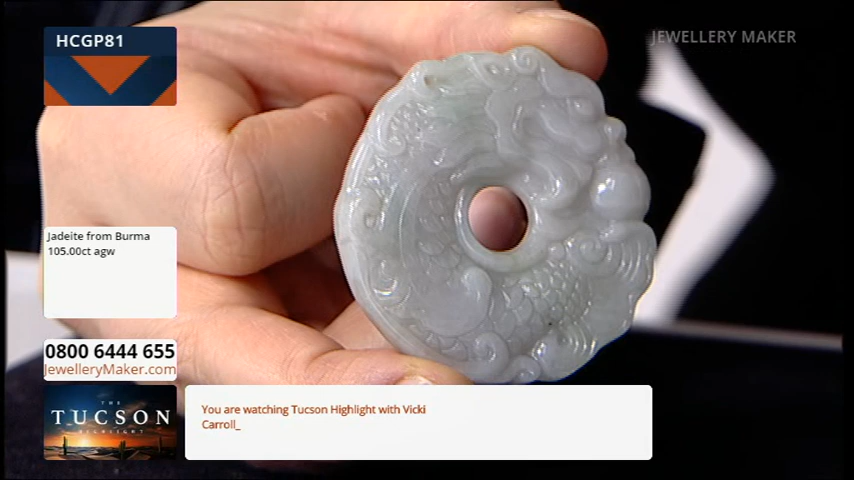 HCGP81
JEWELLERY MAKER
Jadeite from Burma
105.00ct agw
0800 6444 655
JewelleryMaker.com
THE
TUCSON
HIGHLIGHT
You are watching Tucson Highlight with Vicki
Carroll_